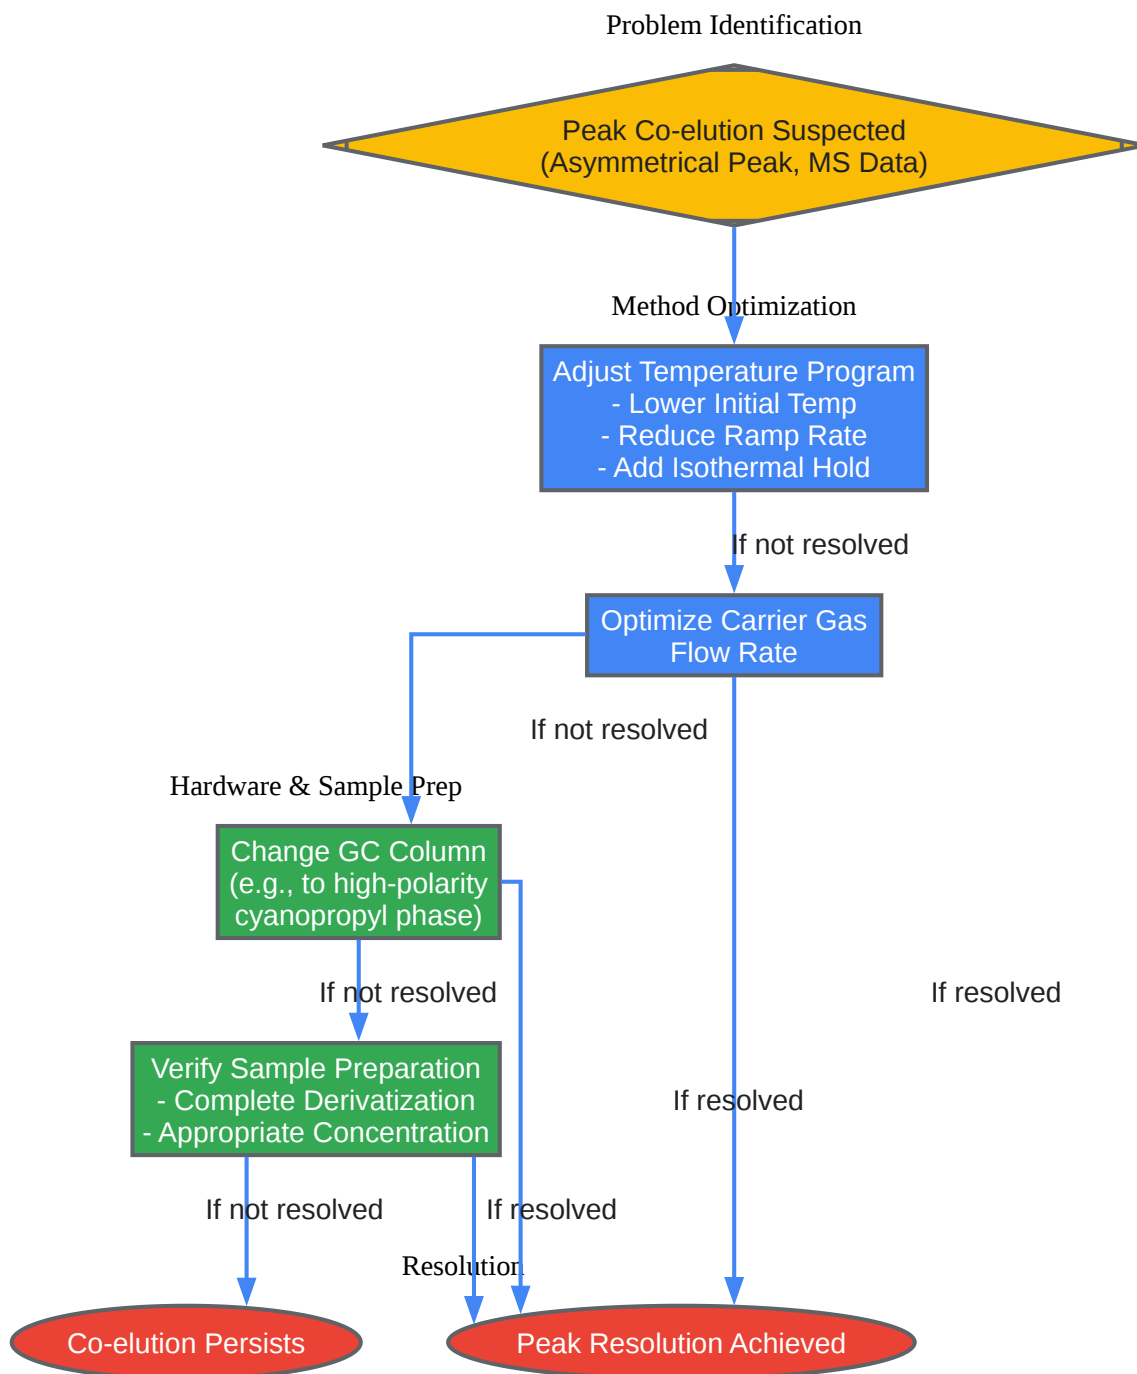 Problem Identification
Peak Co-elution Suspected
(Asymmetrical Peak, MS Data)
Method Optimization
Adjust Temperature Program
- Lower Initial Temp
- Reduce Ramp Rate
- Add Isothermal Hold
If not resolved
Optimize Carrier Gas
Flow Rate
If not resolved
Hardware & Sample Prep
Change GC Column
(e.g., to high-polarity
cyanopropyl phase)
If not resolved
If resolved
Verify Sample Preparation
- Complete Derivatization
- Appropriate Concentration
If resolved
If not resolved
If resolved
Resolution
Co-elution Persists
Peak Resolution Achieved